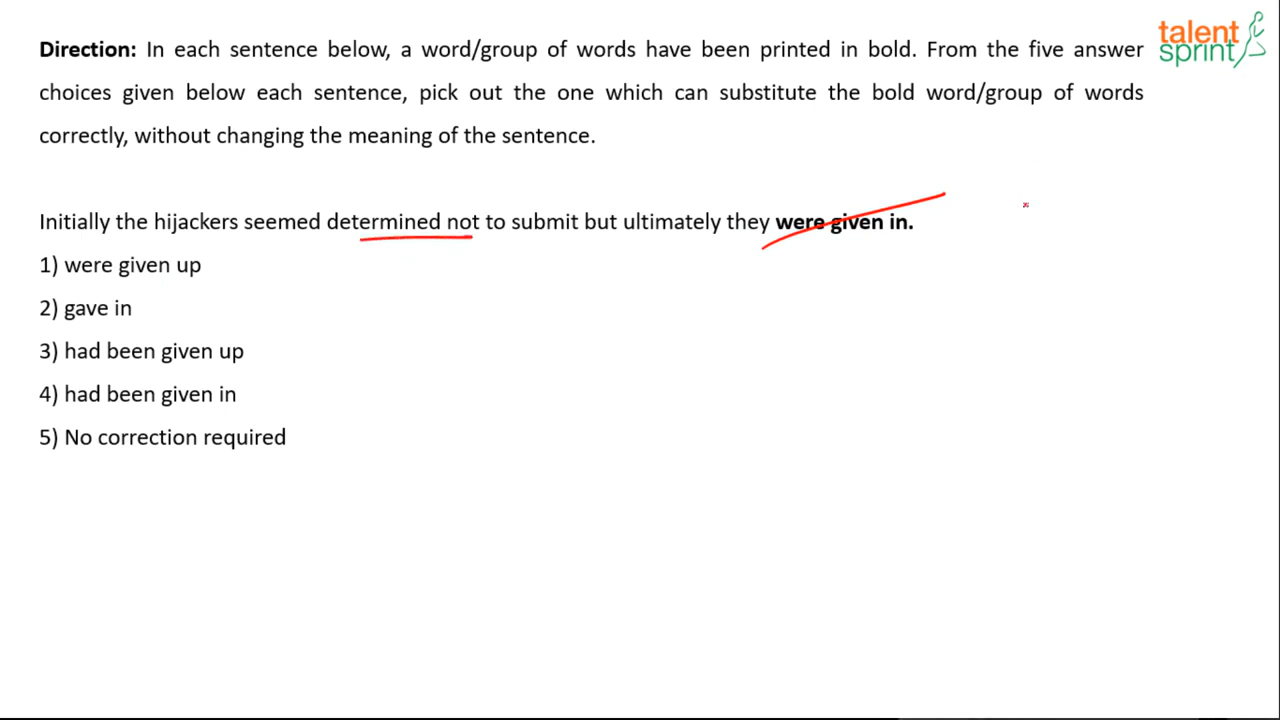 talent
sprint
Direction: In each sentence below, a word/group of words have been printed in bold. From the five answer
choices given below each sentence, pick out the one which can substitute the bold word/group of words
correctly, without changing the meaning of the sentence.
Initially the hijackers seemed determined not to submit but ultimately they were given in.
1) were given up
2) gave in
3) had been given up
4) had been given in
5) No correction required